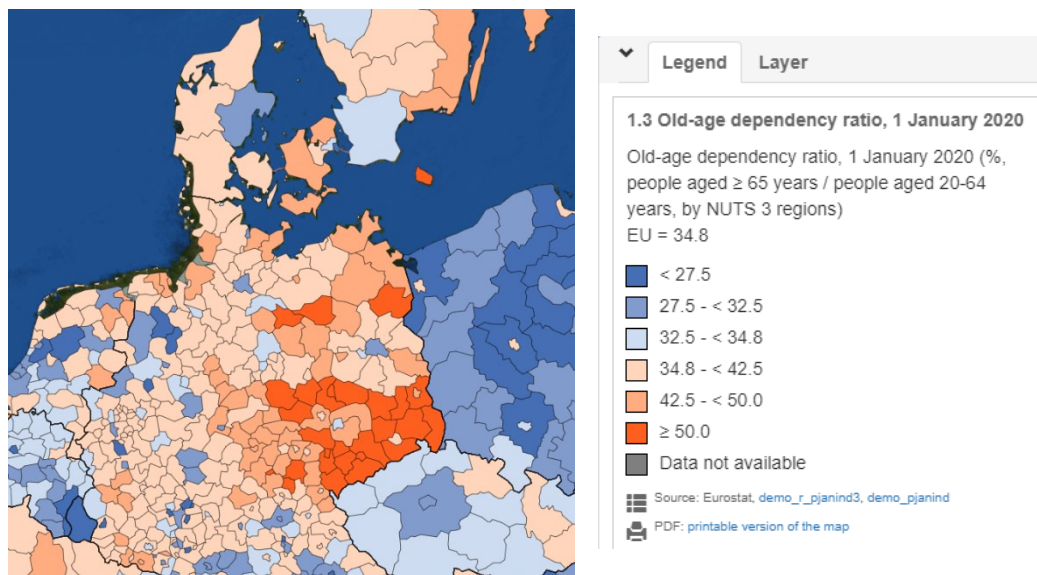 Legend Layer
1.3 Old-age dependency ratio, 1 January 2020
Old-age dependency ratio, 1 January 2020 (%,
people aged ≥ 65 years / people aged 20-64
years, by NUTS 3 regions)
EU = 34.8
< 27.5
27.5 - < 32.5
32.5 - < 34.8
34.8 - < 42.5
42.5 - < 50.0
≥ 50.0
Data not available
Source: Eurostat, demo_r_pjanind3, demo_pjanind
PDF: printable version of the map